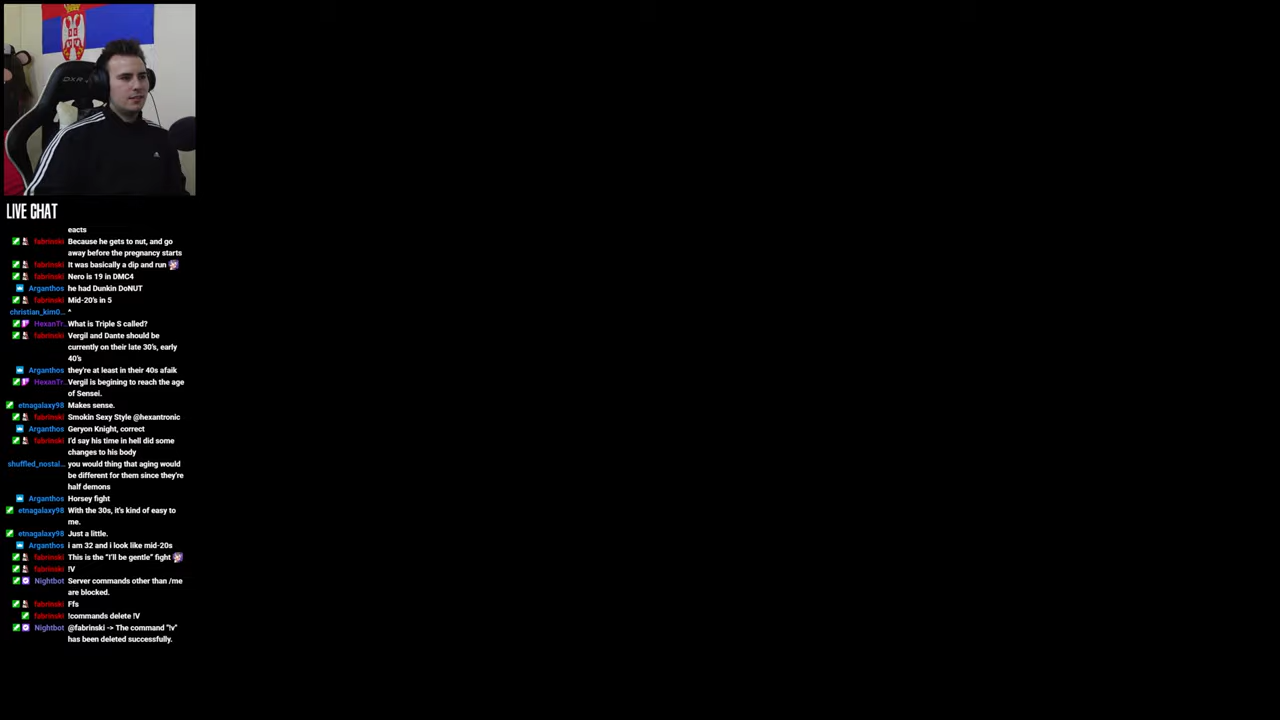 DXR
LIVE CHAT
eacts
fabrinski Because he gets to nut, and go
away before the pregnancy starts
fabrinski It was basically a dip and run
fabrinski Nero is 19 in DMC4
Arganthos he had Dunkin DoNUT
fabrinski Mid-20's in 5
christian_kim0... ^
HexanTr... What is Triple S called?
fabrinski Vergil and Dante should be
currently on their late 30's, early
40's
Arganthos they're at least in their 40s afaik
HexanTr... Vergil is begining to reach the age
of Sensei.
etnagalaxy98 Makes sense.
fabrinski Smokin Sexy Style @hexantronic
Arganthos Geryon Knight, correct
fabrinski I'd say his time in hell did some
changes to his body
shuffled_nostal... you would thing that aging would
be different for them since they're
half demons
Arganthos Horsey fight
etnagalaxy98 With the 30s, it's kind of easy to
me.
etnagalaxy98 Just a little.
Arganthos i am 32 and i look like mid-20s
fabrinski This is the "I'll be gentle" fight
fabrinski !V
Nightbot Server commands other than /me
are blocked.
fabrinski Ffs
fabrinski !commands delete !V
Nightbot @fabrinski -> The command "!v"
has been deleted successfully.